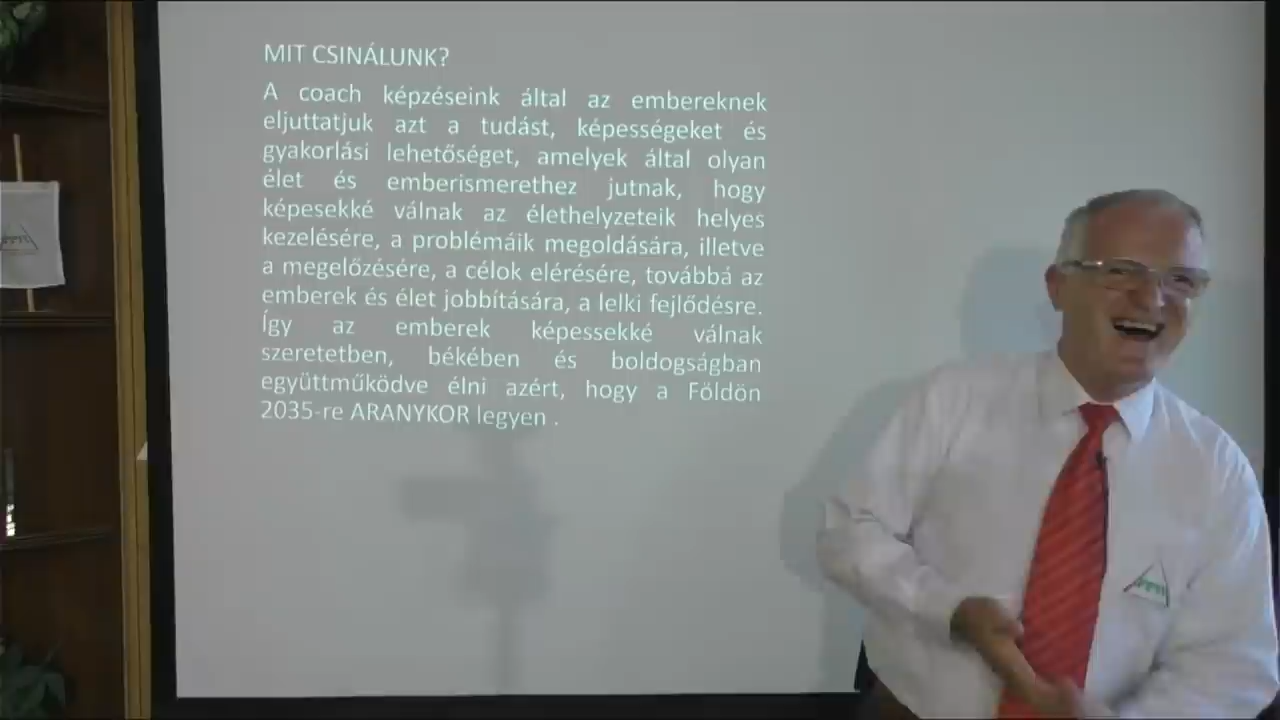 MIT CSINÁLUNK?
A coach képzéseink által az embereknek
eljuttatjuk azt a tudást, képességeket és
gyakorlási lehetőséget, amelyek által olyan
élet és emberismerethez jutnak, hogy
képesekké válnak az élethelyzeteik helyes
kezelésére, a problémáik megoldására, illetve
a megelőzésére, a célok elérésére, továbbá az
emberek és élet jobbítására, a lelki fejlődésre.
Így az emberek képessekké válnak
szeretetben, békében és boldogságban
együttműködve élni azért, hogy a Földön
2035-re ARANYKOR legyen .